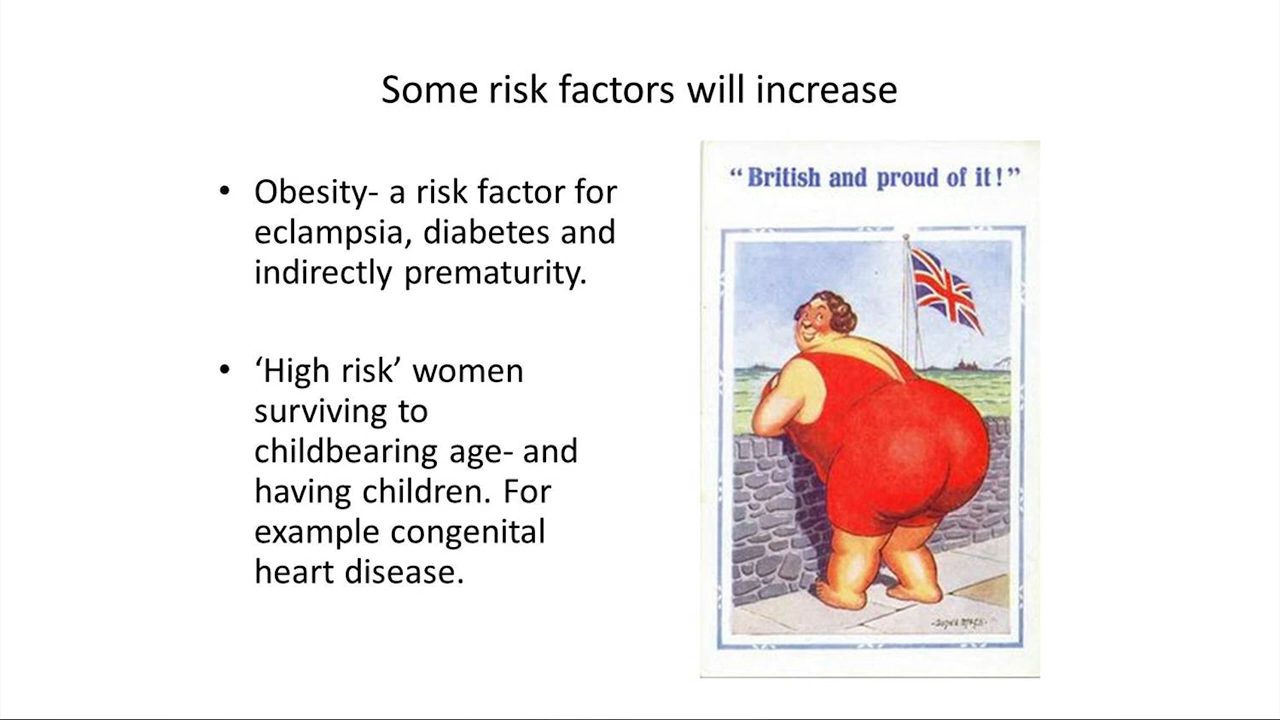 Some risk factors will increase
• Obesity- a risk factor for
eclampsia, diabetes and
indirectly prematurity.
• ‘High risk’ women
surviving to
childbearing age- and
having children. For
example congenital
heart disease.
“British and proud of it!”